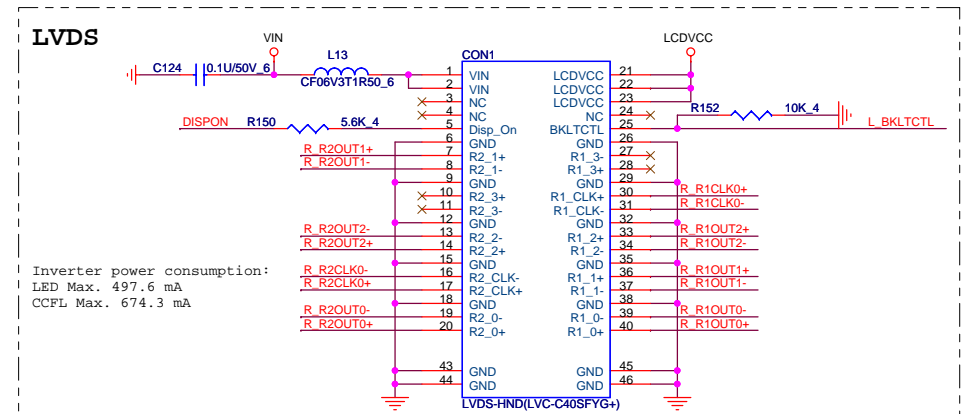 LVDS
VIN
LCDVCC
C124
0.1U/50V_6
L13
CF06V3T1R50_6
CON1
1 VIN LCDVCC 21
2 VIN LCDVCC 22
3 NC LCDVCC 23
4 NC NC 24
R152 10K_4
DISPON R150 5.6K_4 5 Disp_On BKLTCTL 25 L_BKLTCTL
6 GND GND 26
R_R2OUT1+ 7 R2_1+ R1_3- 27
R_R2OUT1- 8 R2_1- R1_3+ 28
9 GND GND 29
10 R2_3+ R1_CLK+ 30 R_R1CLK0+
11 R2_3- R1_CLK- 31 R_R1CLK0-
12 GND GND 32
R_R2OUT2- 13 R2_2- R1_2+ 33 R_R1OUT2+
R_R2OUT2+ 14 R2_2+ R1_2- 34 R_R1OUT2-
15 GND GND 35
R_R2CLK0- 16 R2_CLK- R1_1+ 36 R_R1OUT1+
R_R2CLK0+ 17 R2_CLK+ R1_1- 37 R_R1OUT1-
18 GND GND 38
R_R2OUT0- 19 R2_0- R1_0- 39 R_R1OUT0-
R_R2OUT0+ 20 R2_0+ R1_0+ 40 R_R1OUT0+
43 GND GND 45
44 GND GND 46
LVDS-HND(LVC-C40SFYG+)
Inverter power consumption:
LED Max. 497.6 mA
CCFL Max. 674.3 mA